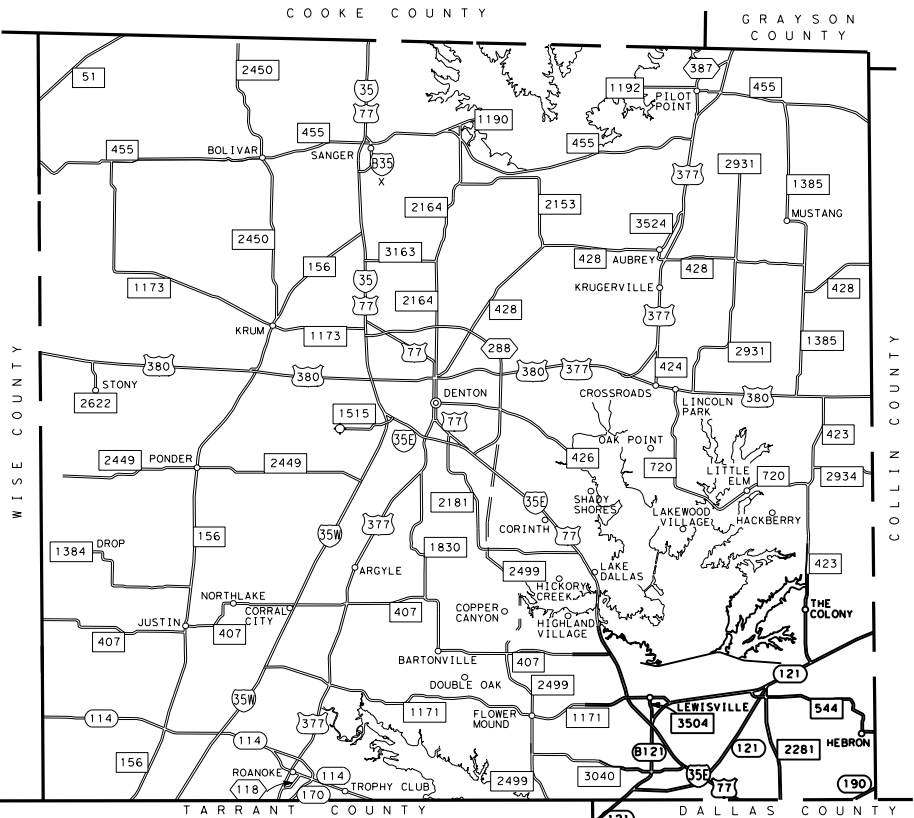 COOKE COUNTY
GRAYSON
COUNTY
51
2450
35
77
387
1192
PILOT
POINT
455
1190
455
455
BOLIVAR
SANGER
B35
X
455
377
2931
1385
2164
2153
3524
MUSTANG
2450
156
3163
428
AUBREY
428
1173
35
77
2164
428
KRUGERVILLE
428
377
KRUM
1173
77
288
2931
1385
WISE COUNTY
COLLIN COUNTY
380
380
380
377
424
STONY
2622
DENTON
CROSSROADS
LINCOLN
PARK
380
1515
35E
77
423
OAK POINT
PONDER
2449
2449
426
720
LITTLE
ELM
720
2934
2181
35E
SHADY
SHORES
LAKEWOOD
VILLAGE
HACKBERRY
35W
377
CORINTH
77
156
1384
DROP
1830
ARGYLE
2499
LAKE
DALLAS
423
HICKORY
CREEK
NORTHLAKE
CORRAL
CITY
407
COPPER
CANYON
THE
COLONY
JUSTIN
407
407
HIGHLAND
VILLAGE
BARTONVILLE
407
121
DOUBLE OAK
2499
35W
LEWISVILLE
544
114
377
1171
FLOWER
MOUND
1171
3504
114
B121
121
2281
HEBRON
156
ROANOKE
118
114
170
TROPHY CLUB
2499
3040
35E
77
190
TARRANT COUNTY
DALLAS COUNTY
121